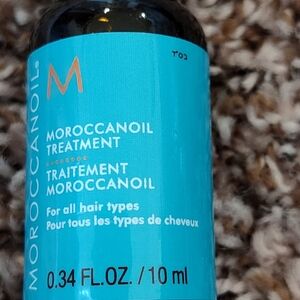 MOROCCANOIL®
M
MOROCCANOIL
TREATMENT
TRAITEMENT
MOROCCANOIL
For all hair types
Pour tous les types de cheveux
0.34 FL.OZ. / 10 ml